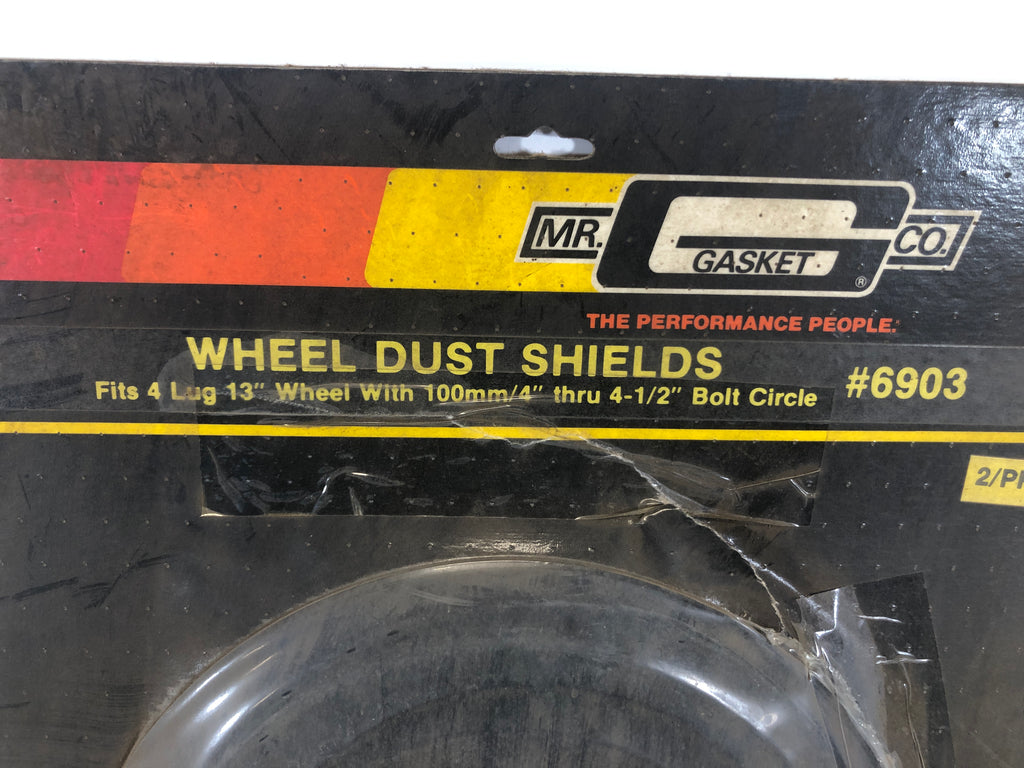 MR. GASKET CO.
®
THE PERFORMANCE PEOPLE.
WHEEL DUST SHIELDS
#6903
Fits 4 Lug 13" Wheel With 100mm/4" thru 4-1/2" Bolt Circle